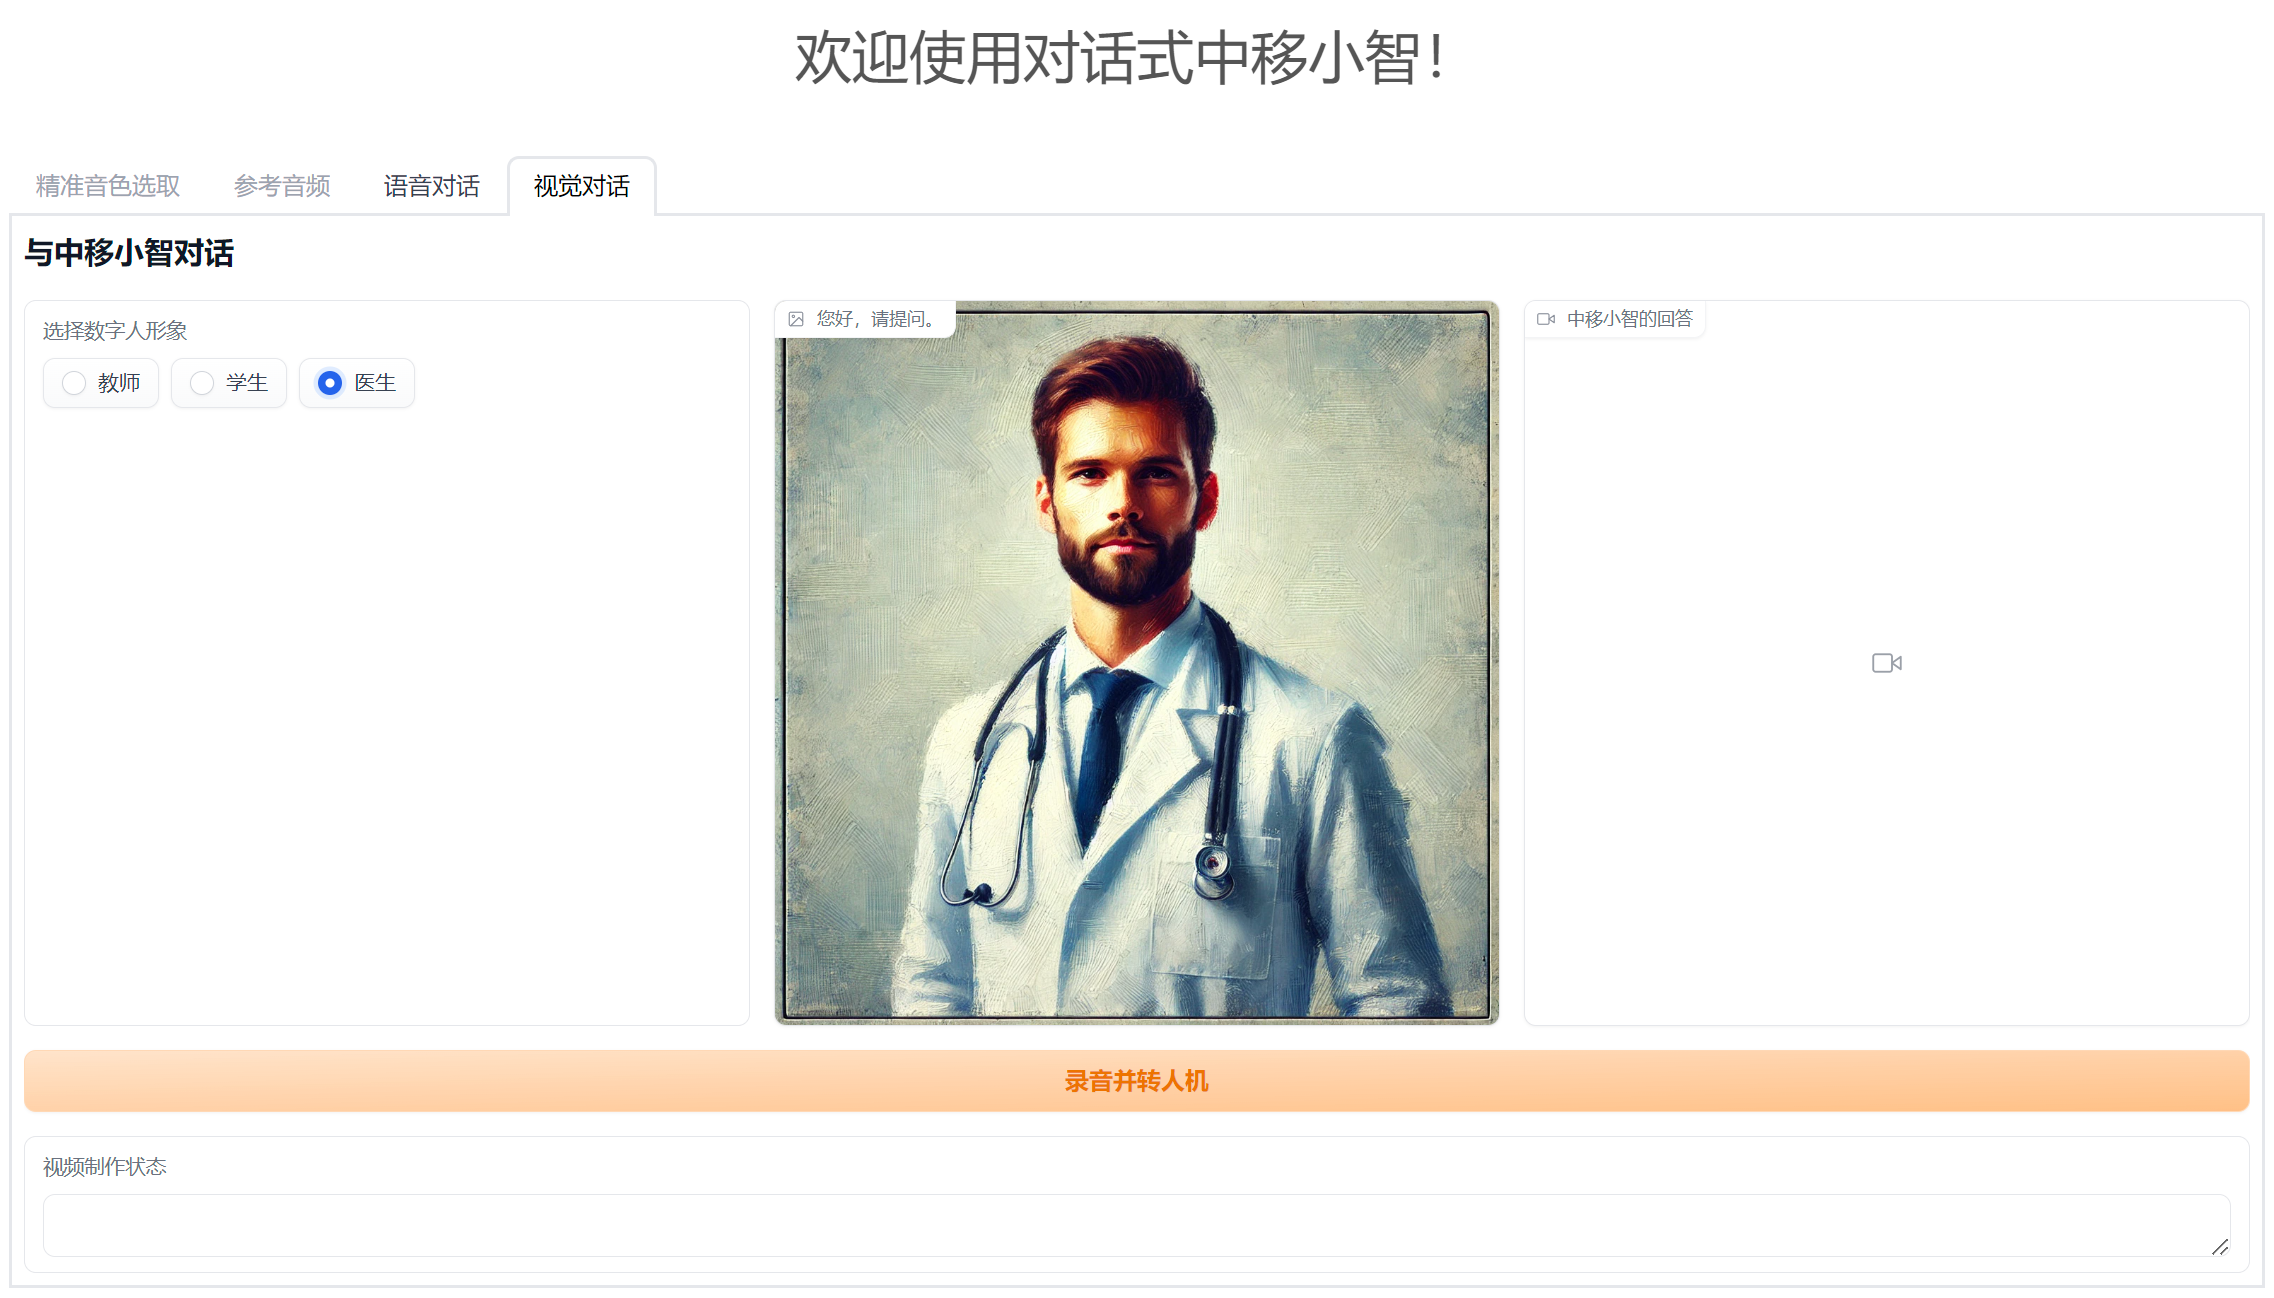 欢迎使用对话式中移小智！
精准音色选取
参考音频
语音对话
视觉对话
与中移小智对话
选择数字人形象
教师
学生
医生
您好，请提问。
中移小智的回答
录音并转人机
视频制作状态